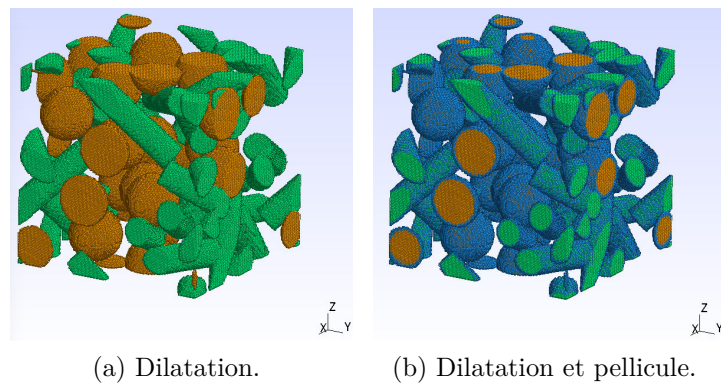 Z
X Y
Z
X Y
(a) Dilatation.
(b) Dilatation et pellicule.